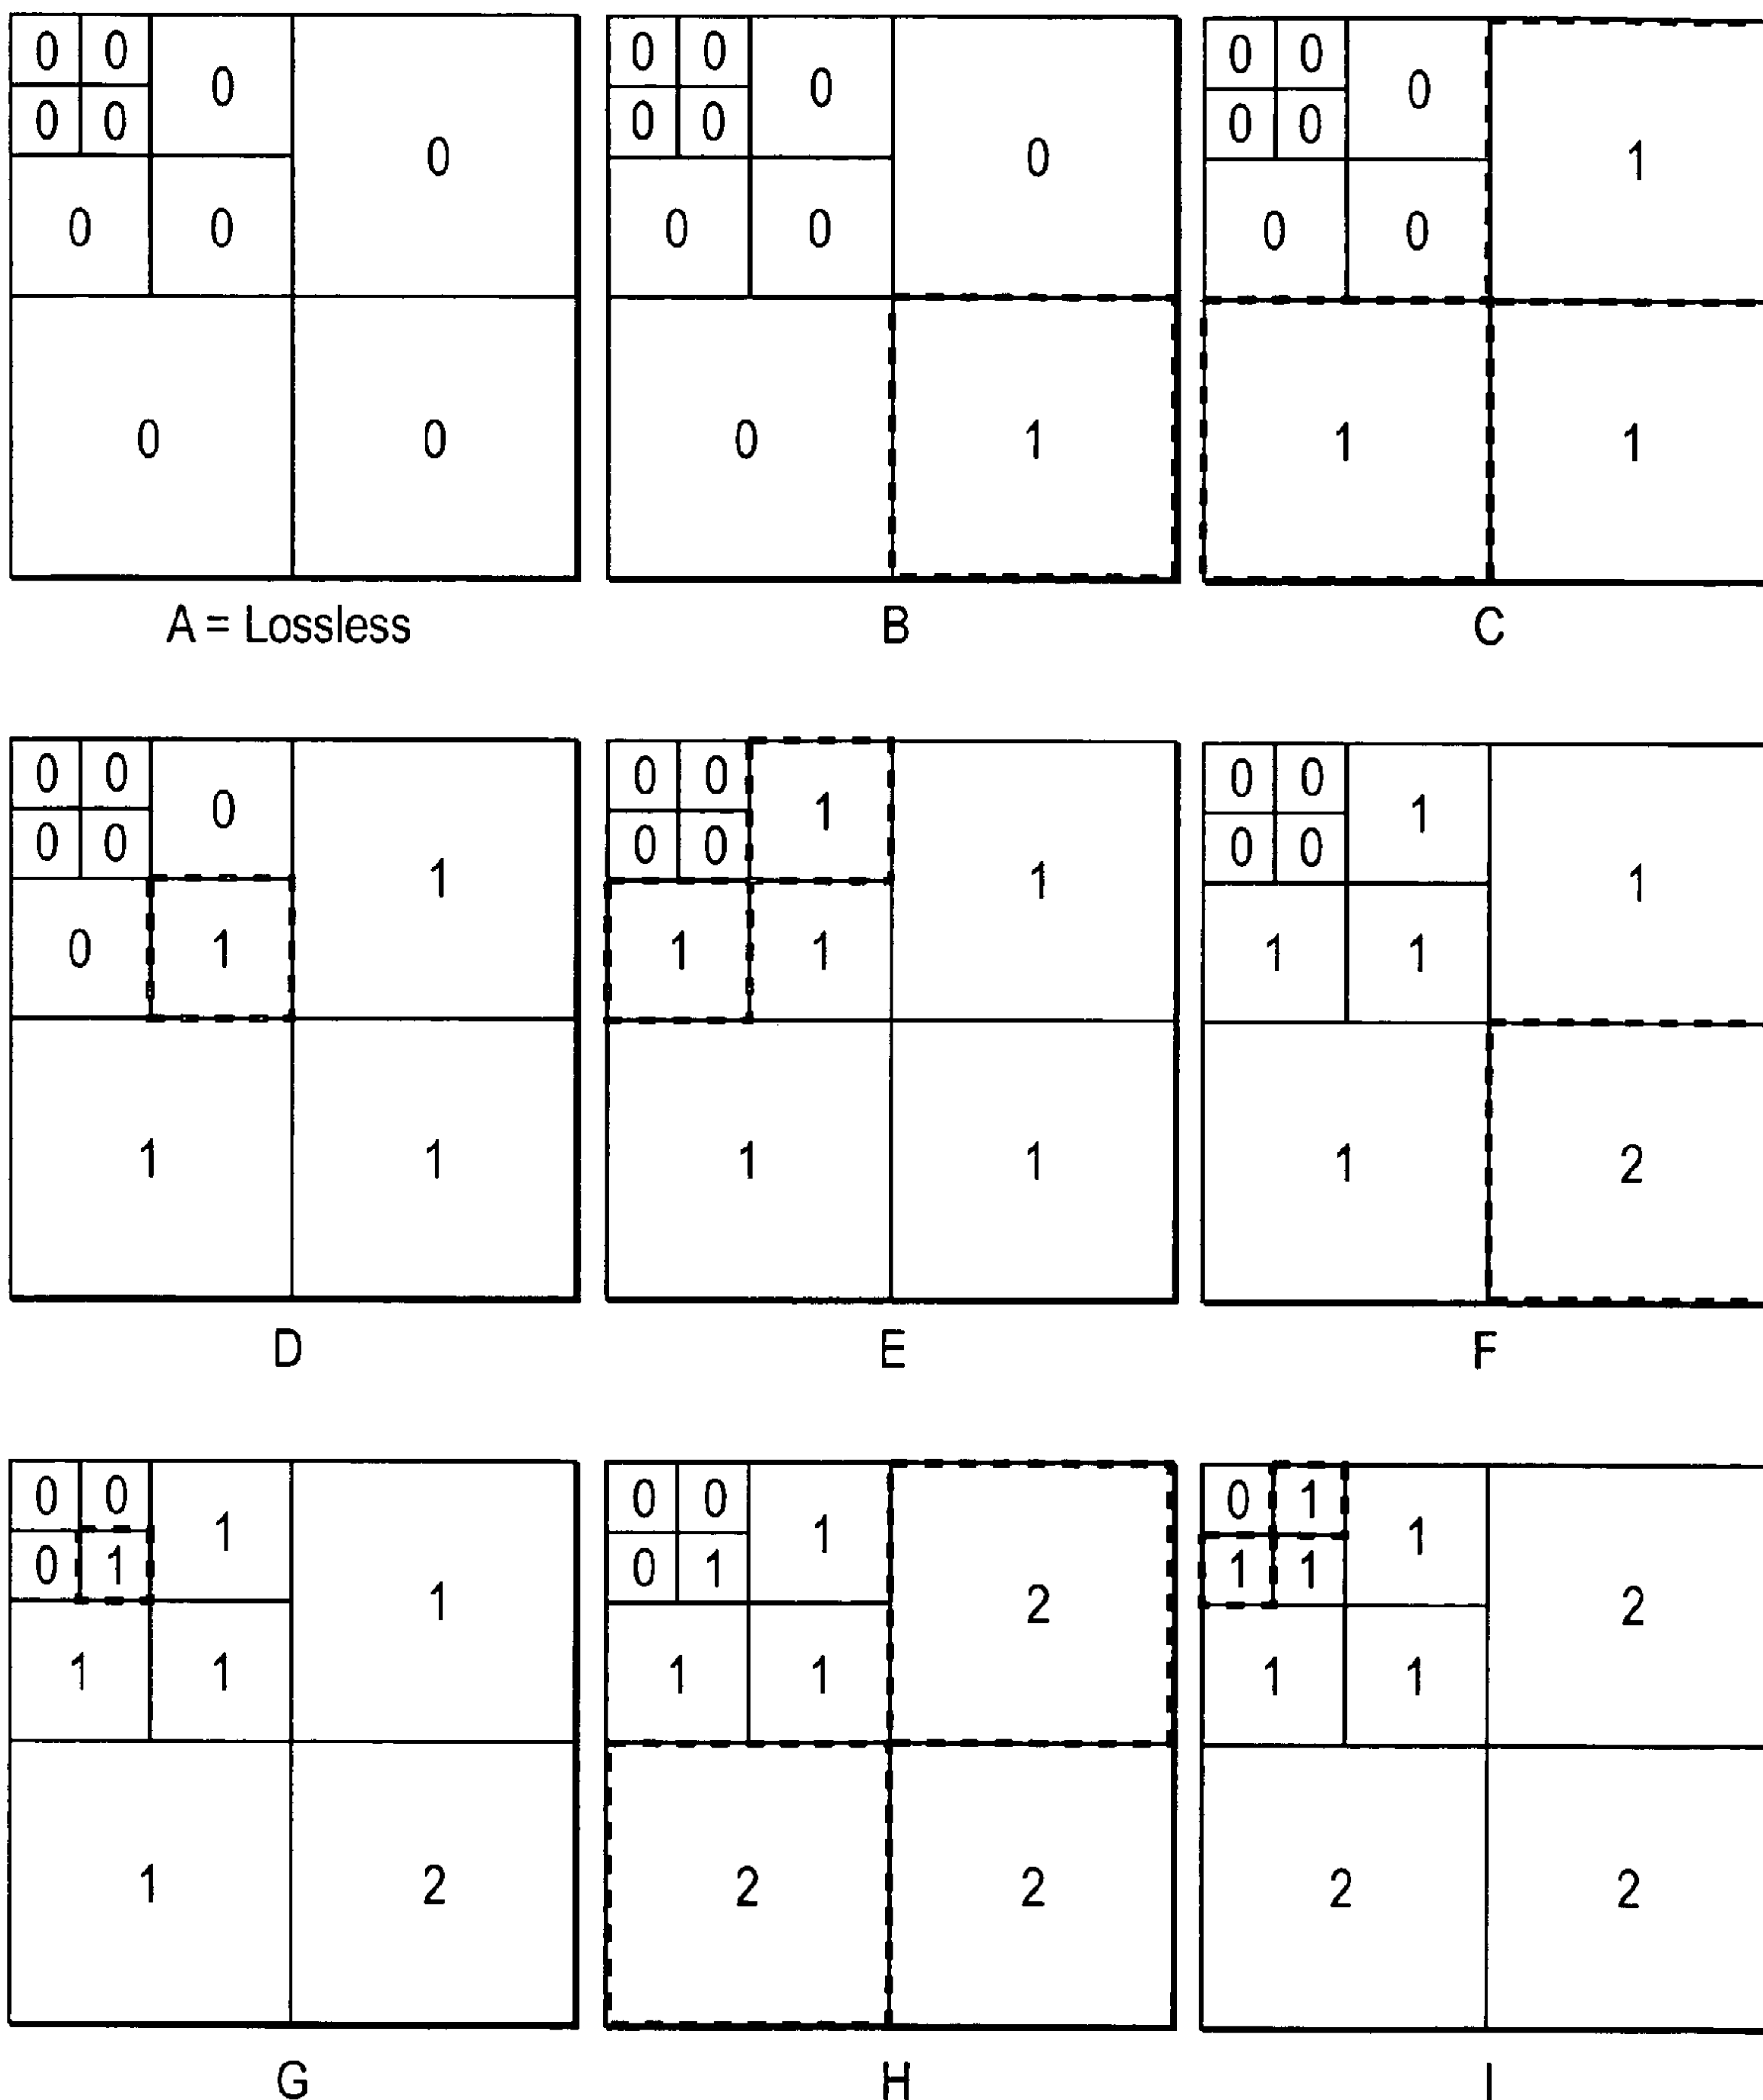 0 0 0 0 0 0 0 0 0 0
A = Lossless
0 0 0 0 0 0 0 0 0 1
B
0 0 0 1 0 0 0 0 1 1
C
0 0 0 1 0 0 0 1 1 1
D
0 0 1 1 0 0 1 1 1 1
E
0 0 1 1 0 0 1 1 1 2
F
0 0 1 1 0 1 1 1 1 2
G
0 0 1 2 0 1 1 1 2 2
H
0 1 1 2 1 1 1 1 2 2
I